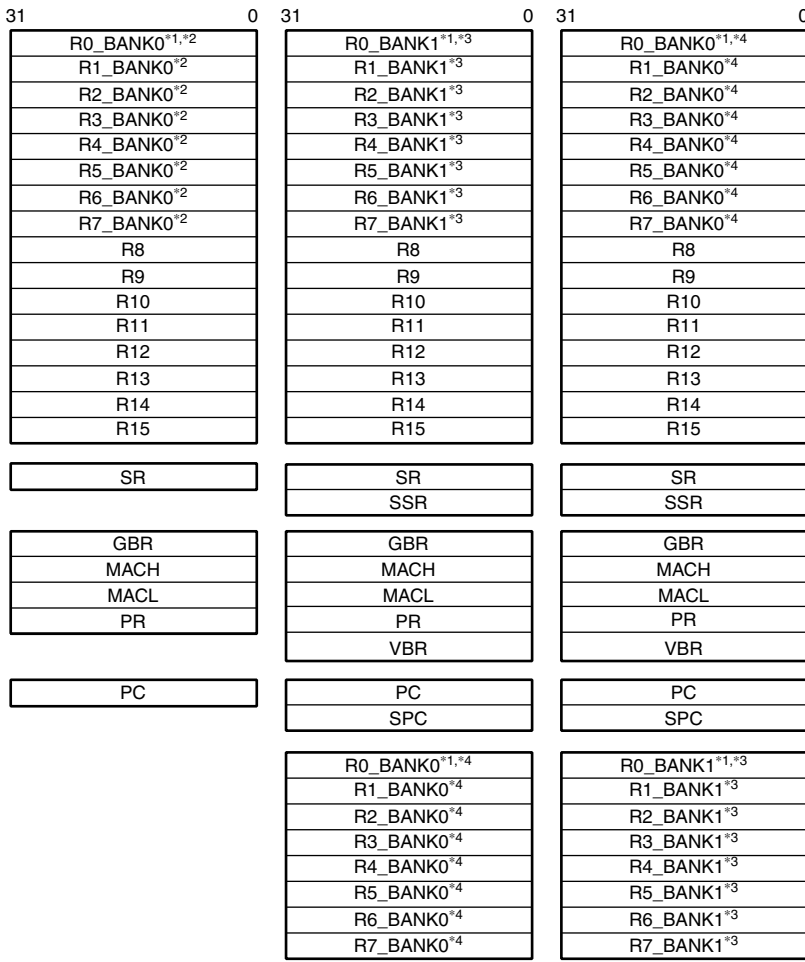 31 0 31 0 31 0
R0_BANK0*1,*2 R0_BANK1*1,*3 R0_BANK0*1,*4
R1_BANK0*2 R1_BANK1*3 R1_BANK0*4
R2_BANK0*2 R2_BANK1*3 R2_BANK0*4
R3_BANK0*2 R3_BANK1*3 R3_BANK0*4
R4_BANK0*2 R4_BANK1*3 R4_BANK0*4
R5_BANK0*2 R5_BANK1*3 R5_BANK0*4
R6_BANK0*2 R6_BANK1*3 R6_BANK0*4
R7_BANK0*2 R7_BANK1*3 R7_BANK0*4
R8 R8 R8
R9 R9 R9
R10 R10 R10
R11 R11 R11
R12 R12 R12
R13 R13 R13
R14 R14 R14
R15 R15 R15
SR SR SR
SSR SSR
GBR GBR GBR
MACH MACH MACH
MACL MACL MACL
PR PR PR
VBR VBR
PC PC PC
SPC SPC
R0_BANK0*1,*4 R0_BANK1*1,*3
R1_BANK0*4 R1_BANK1*3
R2_BANK0*4 R2_BANK1*3
R3_BANK0*4 R3_BANK1*3
R4_BANK0*4 R4_BANK1*3
R5_BANK0*4 R5_BANK1*3
R6_BANK0*4 R6_BANK1*3
R7_BANK0*4 R7_BANK1*3